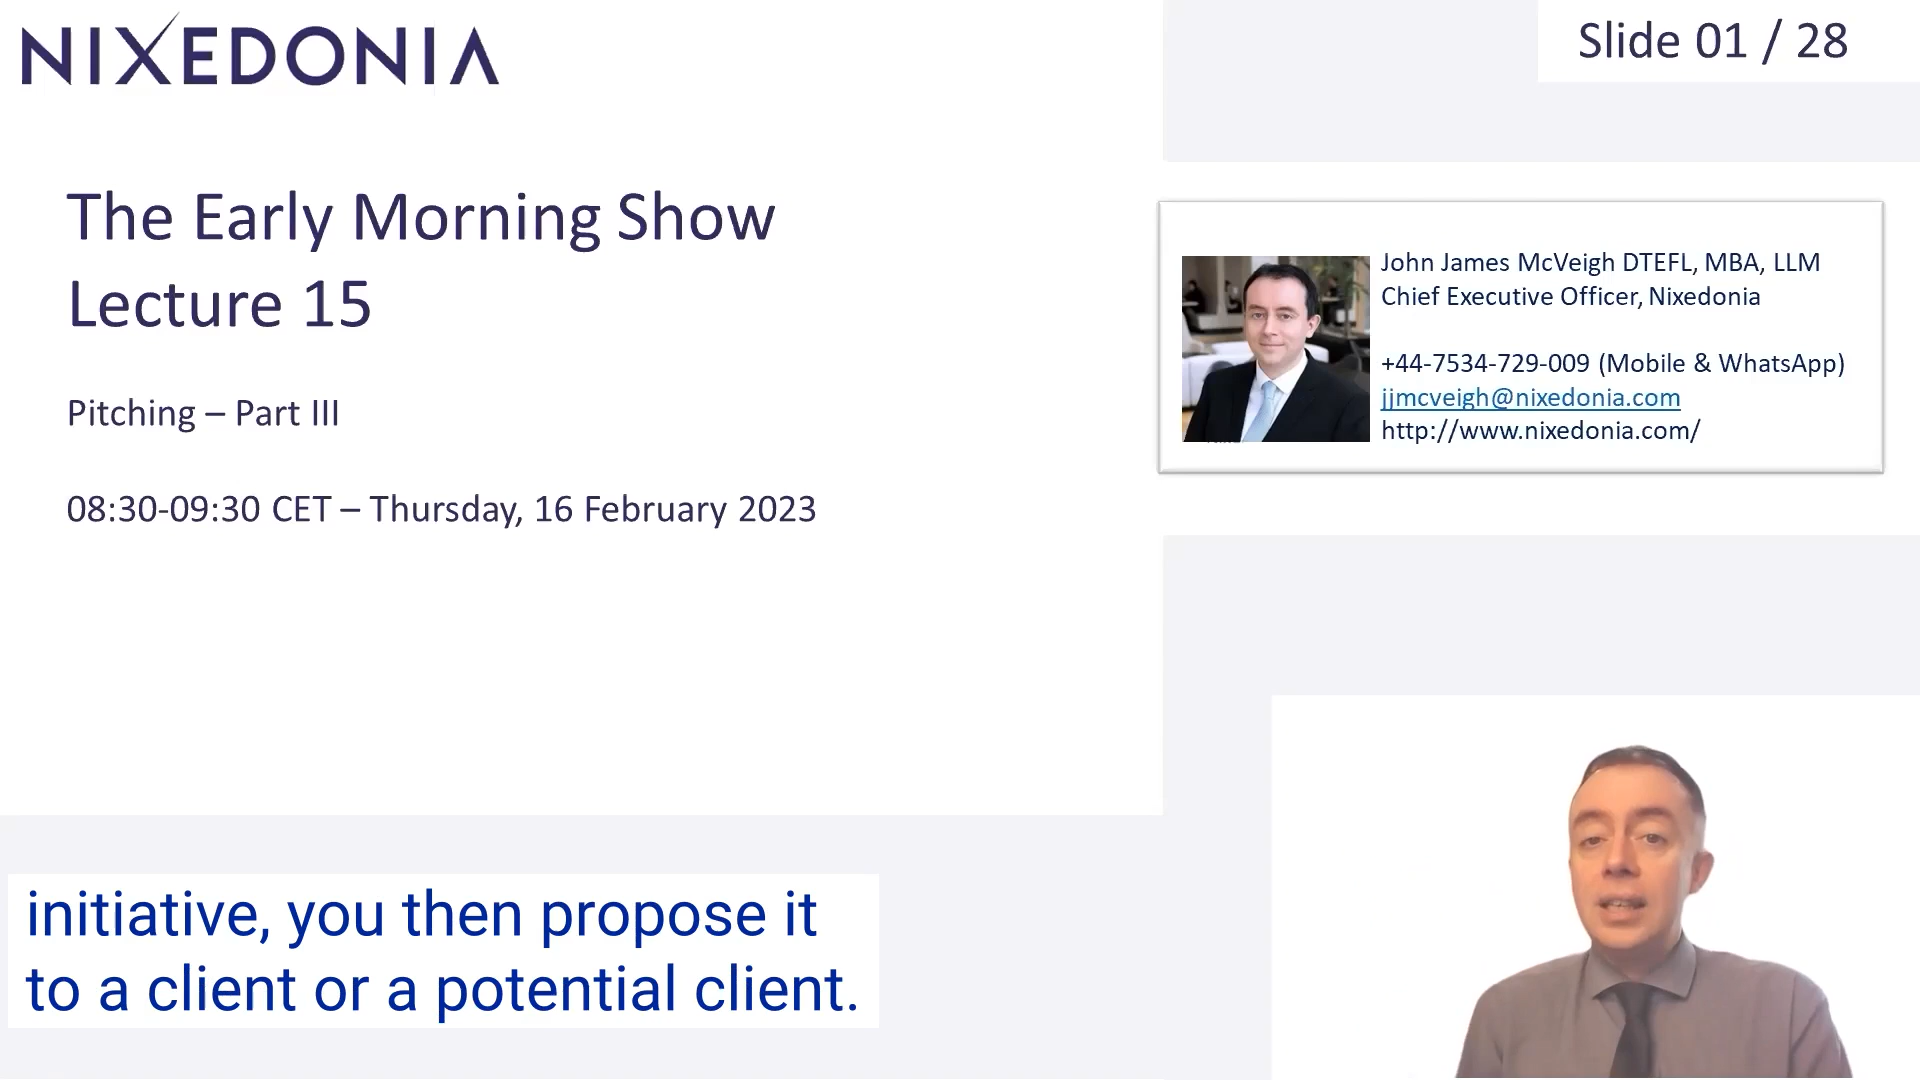 NIXEDONIA
Slide 01 / 28
The Early Morning Show
Lecture 15
Pitching – Part III
08:30-09:30 CET – Thursday, 16 February 2023
John James McVeigh DTEFL, MBA, LLM
Chief Executive Officer, Nixedonia
+44-7534-729-009 (Mobile & WhatsApp)
jjmcveigh@nixedonia.com
http://www.nixedonia.com/
initiative, you then propose it
to a client or a potential client.